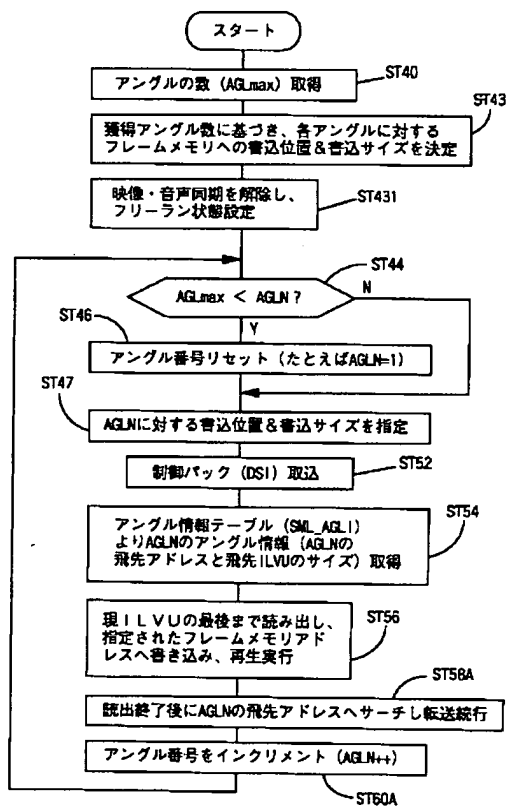 スタート
アングルの数 (AGLmax) 取得
ST40
ST43
獲得アングル数に基づき、各アングルに対する
フレームメモリへの書込位置&書込サイズを決定
映像・音声同期を解除し、
フリーラン状態設定
ST431
ST44
AGLmax < AGLN ?
N
Y
ST46
アングル番号リセット (たとえばAGLN=1)
ST47
AGLNに対する書込位置&書込サイズを指定
制御パック (DSI) 取込
ST52
ST54
アングル情報テーブル (SML_AGLI)
よりAGLNのアングル情報 (AGLNの
飛先アドレスと飛先ILVUのサイズ) 取得
現ILVUの最後まで読み出し、
指定されたフレームメモリアド
レスへ書き込み、再生実行
ST56
ST58A
読出終了後にAGLNの飛先アドレスへサーチし転送続行
アングル番号をインクリメント (AGLN++)
ST60A